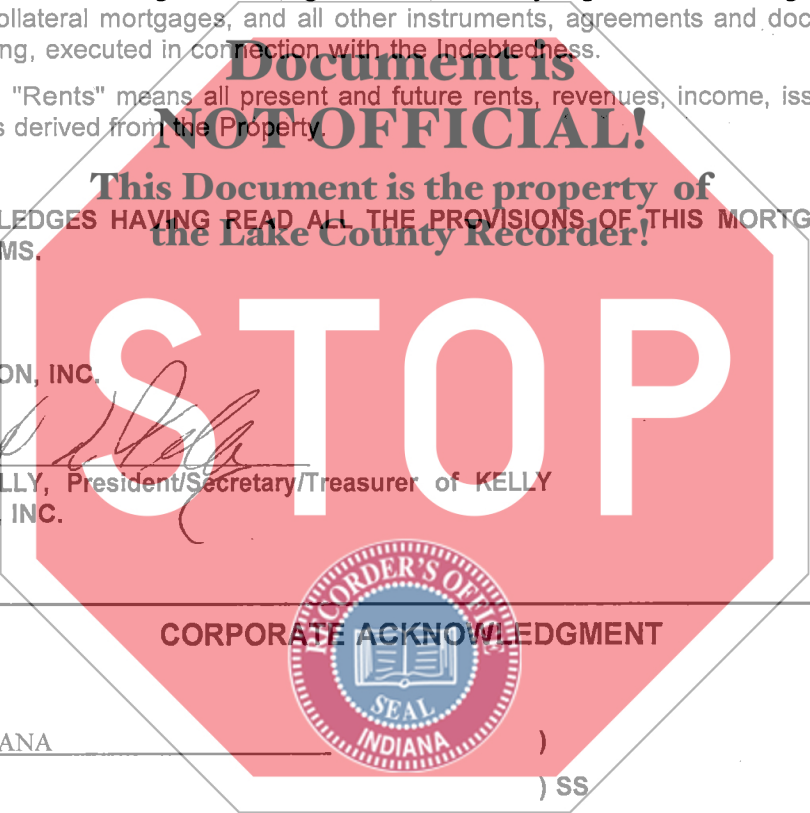 ollateral mortgages, and all other instruments, agreements and doc
ng, executed in connection with the Indebtedness.
Document is
"Rents" means all present and future rents, revenues, income, iss
s derived from the Property.
NOT OFFICIAL!
This Document is the property of
the Lake County Recorder!
LEDGES HAVING READ ALL THE PROVISIONS OF THIS MORTG
MS.
STOP
ON, INC.
LLY, President/Secretary/Treasurer of KELLY
, INC.
RECORDER'S OFFICE
CORPORATE ACKNOWLEDGMENT
SEAL
INDIANA
ANA )
) SS